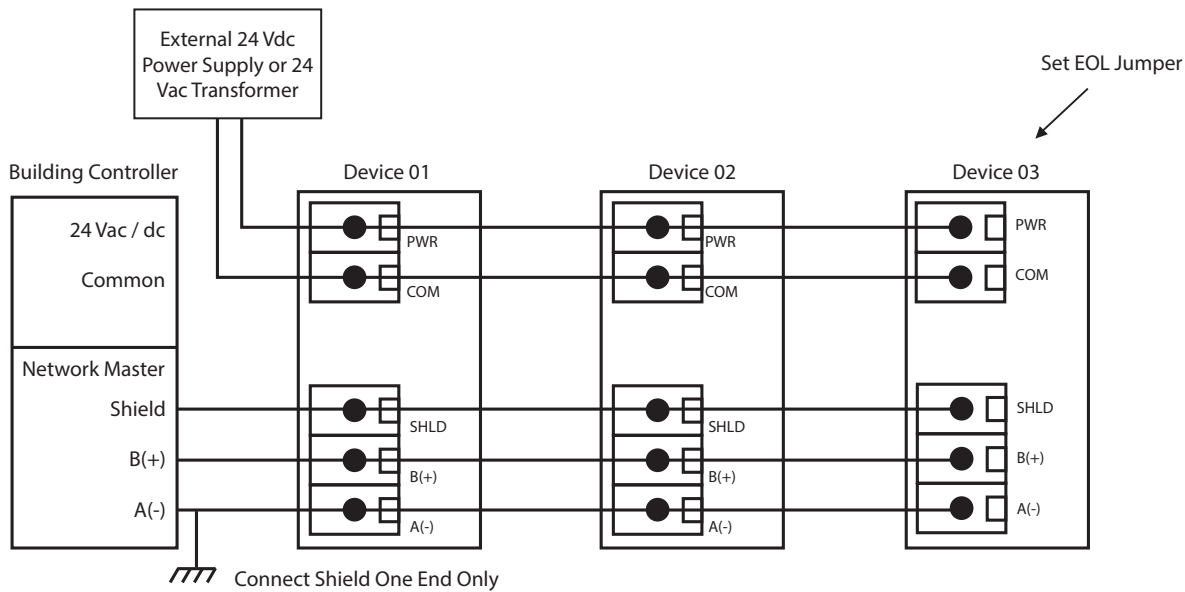 External 24 Vdc
Power Supply or 24
Vac Transformer
Set EOL Jumper
Building Controller
24 Vac / dc
Common
Network Master
Shield
B(+)
A(-)
Device 01
PWR
COM
SHLD
B(+)
A(-)
Device 02
PWR
COM
SHLD
B(+)
A(-)
Device 03
PWR
COM
SHLD
B(+)
A(-)
Connect Shield One End Only